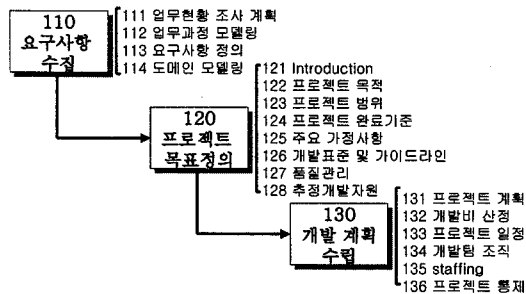 110
요구사항
수집
111 업무현황 조사 계획
112 업무과정 모델링
113 요구사항 정의
114 도메인 모델링
120
프로젝트
목표정의
121 Introduction
122 프로젝트 목적
123 프로젝트 범위
124 프로젝트 완료기준
125 주요 가정사항
126 개발표준 및 가이드라인
127 품질관리
128 추정개발자원
130
개발 계획
수립
131 프로젝트 계획
132 개발비 산정
133 프로젝트 일정
134 개발팀 조직
135 staffing
136 프로젝트 통제